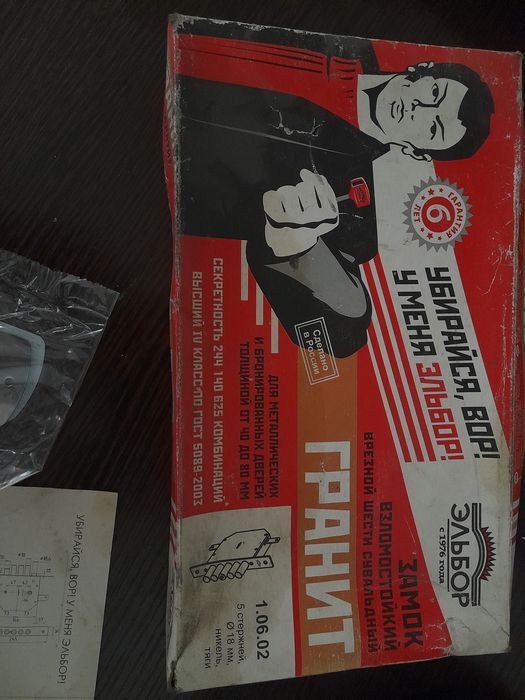 ГАРАНТИЯ
6
ЛЕТ
УБИРАЙСЯ, ВОР!
У МЕНЯ ЭЛЬБОР!
ЭЛЬБОР
с 1976 года
Сделано
в России
ЗАМОК
ВЗЛОМОСТОЙКИЙ
ВРЕЗНОЙ ШЕСТИ СУВАЛЬДНЫЙ
ГРАНИТ
ДЛЯ МЕТАЛЛИЧЕСКИХ
И БРОНИРОВАННЫХ ДВЕРЕЙ
ТОЛЩИНОЙ ОТ 40 ДО 80 ММ
СЕКРЕТНОСТЬ 244 140 625 КОМБИНАЦИЙ
ВЫСШИЙ IV КЛАСС ПО ГОСТ 5089-2003
1.06.02
5 стержней,
Ø 18 мм,
никель,
тяги
УБИРАЙСЯ, ВОР! У МЕНЯ ЭЛЬБОР!